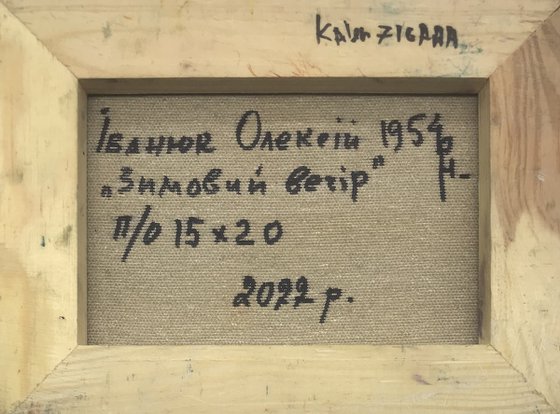 Іванюк Олексій 1954 р н.
„Зимовий вечір"
п/о 15 x 20
2022 р.